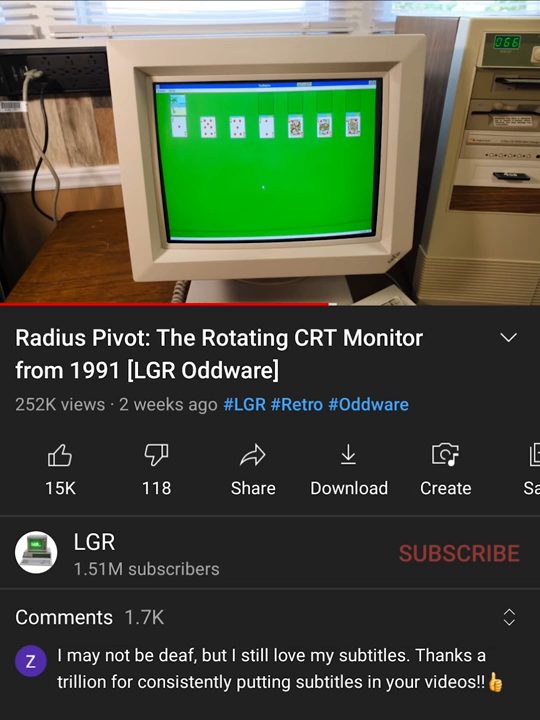 066
Radius Pivot: The Rotating CRT Monitor
from 1991 [LGR Oddware]
252K views · 2 weeks ago #LGR #Retro #Oddware
15K
118
Share
Download
Create
Sa
LGR
1.51M subscribers
SUBSCRIBE
Comments 1.7K
Z
I may not be deaf, but I still love my subtitles. Thanks a
trillion for consistently putting subtitles in your videos!!👍